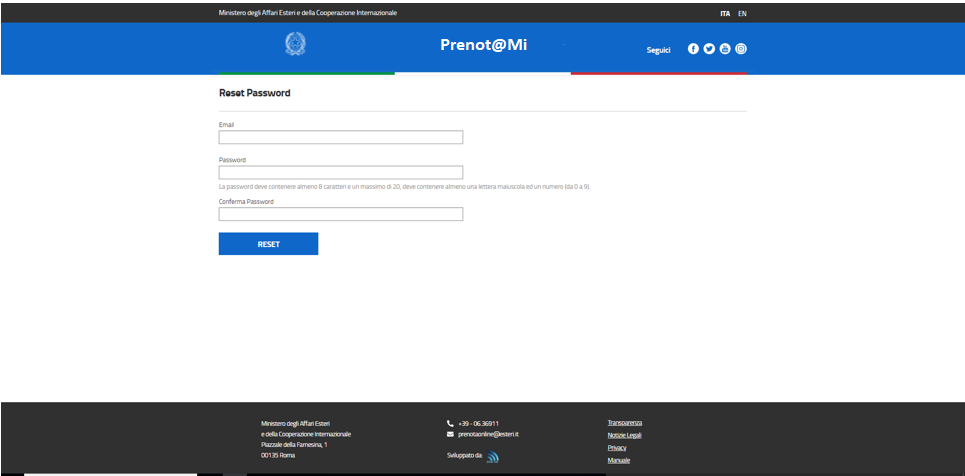 Ministero degli Affari Esteri e della Cooperazione Internazionale
ITA EN
Prenot@Mi
Seguici
Reset Password
Email
Password
La password deve contenere almeno 8 caratteri e un massimo di 20, deve contenere almeno una lettera maiuscola ed un numero (da 0 a 9).
Conferma Password
RESET
Ministero degli Affari Esteri
e della Cooperazione Internazionale
Piazzale della Farnesina, 1
00135 Roma
+39 - 06.36911
prenotaonline@esteri.it
Sviluppato da:
Transparenza
Notizie Legali
Privacy
Manuale